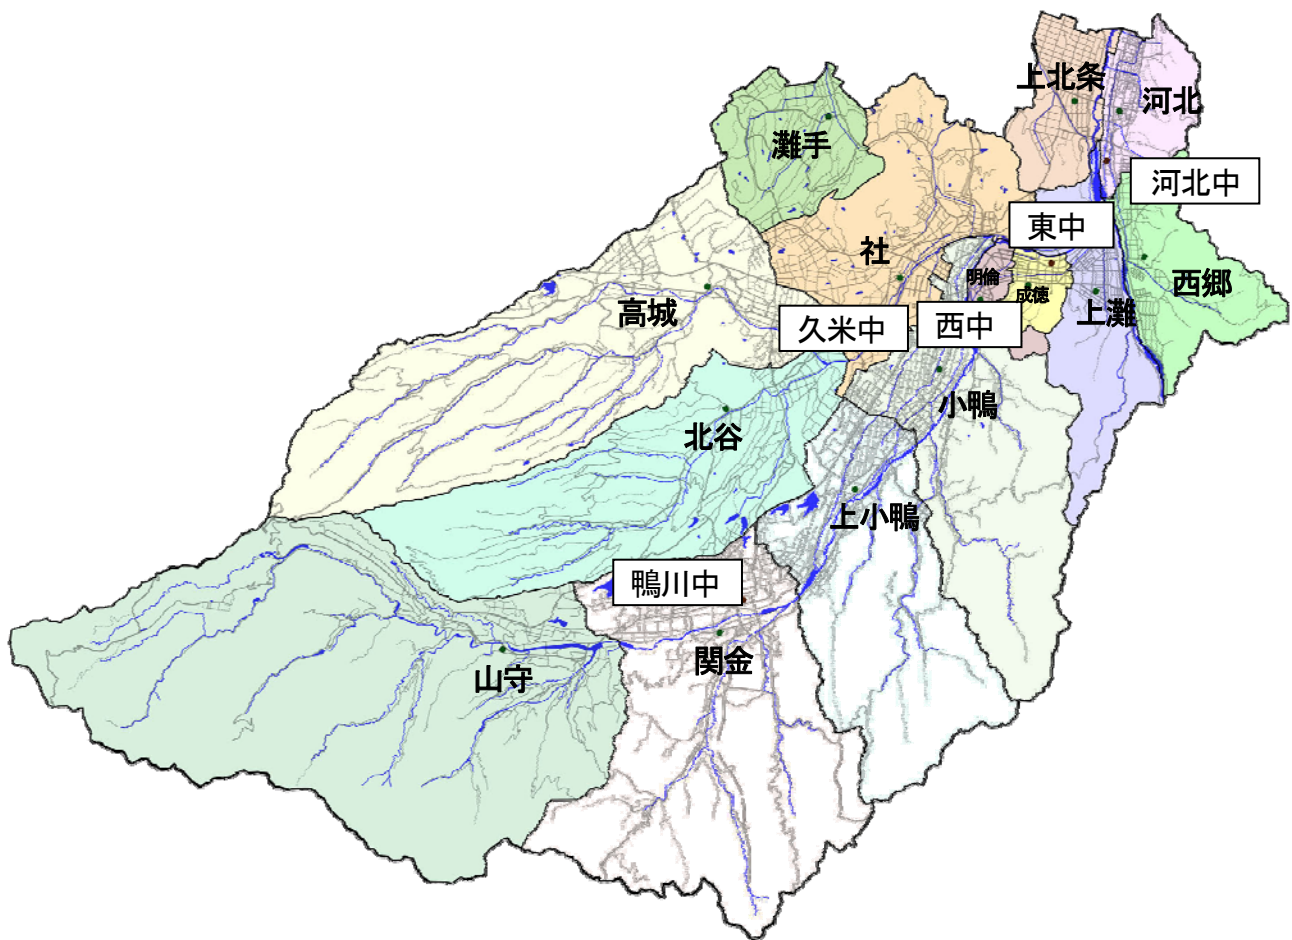 上北条
河北
灘手
河北中
東中
社
明倫
西郷
成徳
高城
上灘
久米中
西中
小鴨
北谷
上小鴨
鴨川中
関金
山守